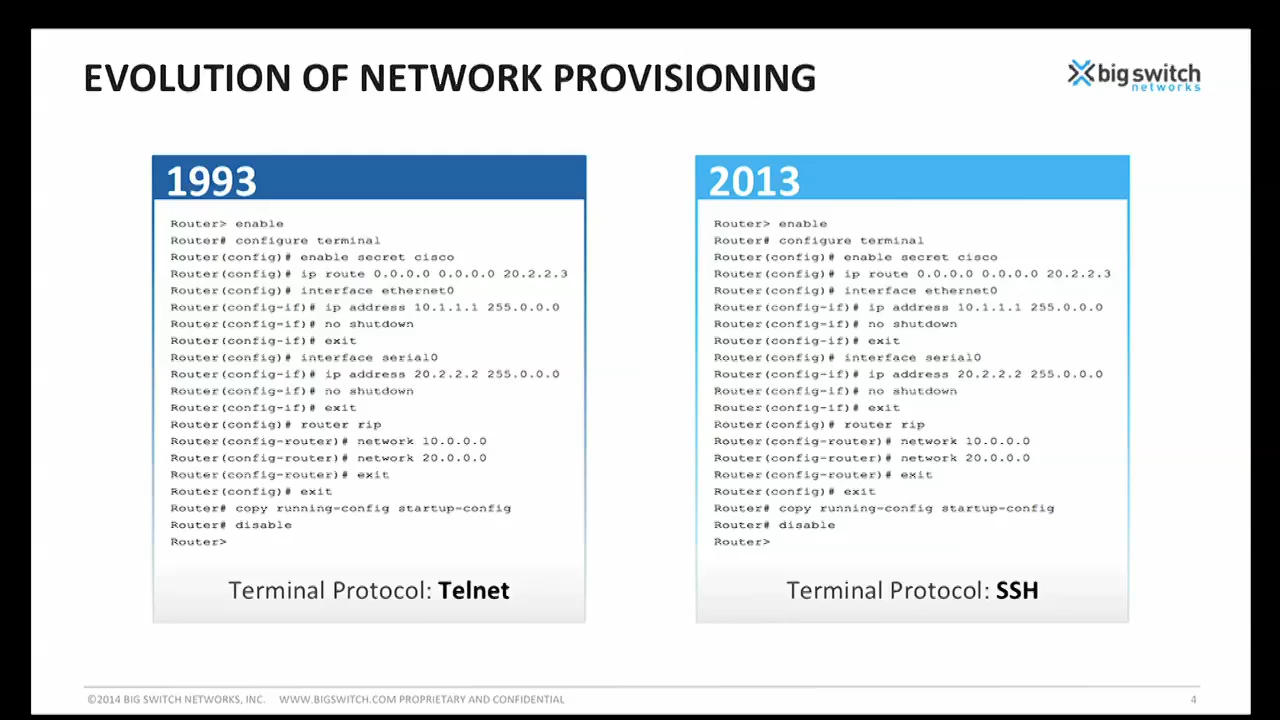 EVOLUTION OF NETWORK PROVISIONING
big switch
networks
1993
Router> enable
Router# configure terminal
Router(config)# enable secret cisco
Router(config)# ip route 0.0.0.0 0.0.0.0 20.2.2.3
Router(config)# interface ethernet0
Router(config-if)# ip address 10.1.1.1 255.0.0.0
Router(config-if)# no shutdown
Router(config-if)# exit
Router(config)# interface serial0
Router(config-if)# ip address 20.2.2.2 255.0.0.0
Router(config-if)# no shutdown
Router(config-if)# exit
Router(config)# router rip
Router(config-router)# network 10.0.0.0
Router(config-router)# network 20.0.0.0
Router(config-router)# exit
Router(config)# exit
Router# copy running-config startup-config
Router# disable
Router>
Terminal Protocol: Telnet
2013
Router> enable
Router# configure terminal
Router(config)# enable secret cisco
Router(config)# ip route 0.0.0.0 0.0.0.0 20.2.2.3
Router(config)# interface ethernet0
Router(config-if)# ip address 10.1.1.1 255.0.0.0
Router(config-if)# no shutdown
Router(config-if)# exit
Router(config)# interface serial0
Router(config-if)# ip address 20.2.2.2 255.0.0.0
Router(config-if)# no shutdown
Router(config-if)# exit
Router(config)# router rip
Router(config-router)# network 10.0.0.0
Router(config-router)# network 20.0.0.0
Router(config-router)# exit
Router(config)# exit
Router# copy running-config startup-config
Router# disable
Router>
Terminal Protocol: SSH
©2014 BIG SWITCH NETWORKS, INC. WWW.BIGSWITCH.COM PROPRIETARY AND CONFIDENTIAL
4